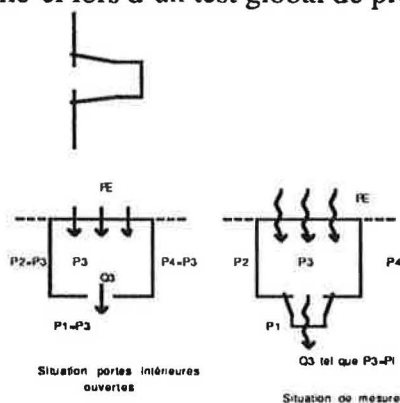 lors d'un test global de pr
PE
PE
P2=P3 P3 P4=P3
P2 P3 P4
Q3
P1=P3
P1
Q3 tel que P3=PI
Situation portes intérieures
ouvertes
Situation de mesure